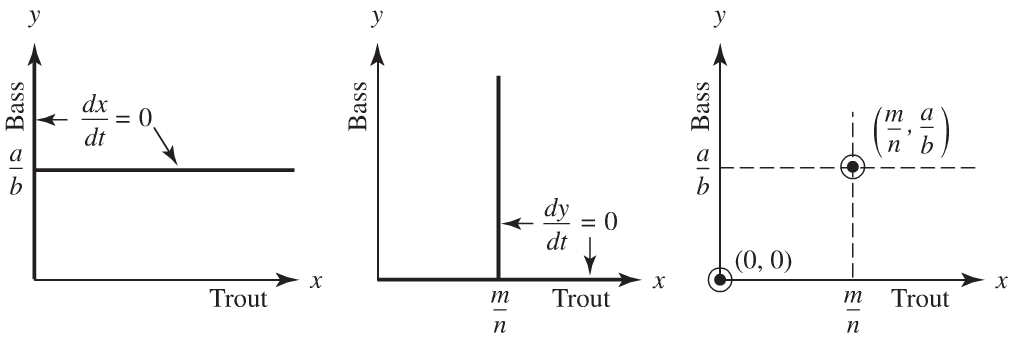 y
Bass
dx/dt = 0
a/b
x
Trout
y
Bass
dy/dt = 0
x
m/n
Trout
y
Bass
(m/n, a/b)
a/b
(0, 0)
x
m/n
Trout